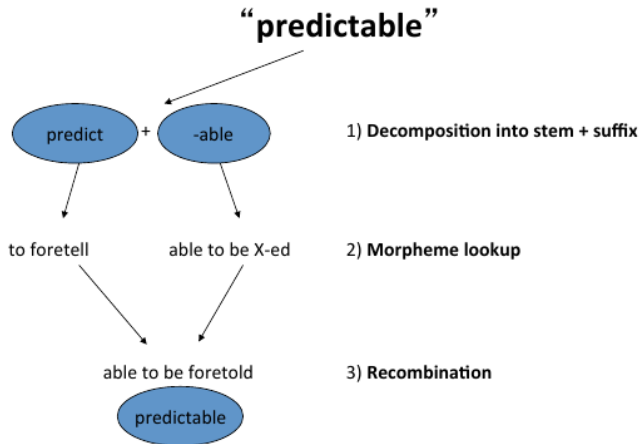 “predictable”
predict + -able 1) Decomposition into stem + suffix
to foretell able to be X-ed 2) Morpheme lookup
able to be foretold 3) Recombination
predictable